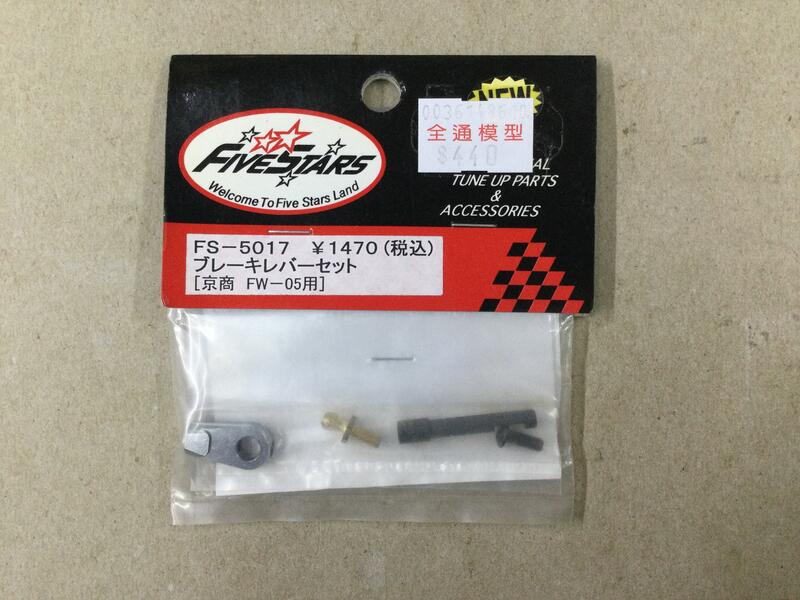 FIVESTARS
Welcome To Five Stars Land
NEW
全通模型
$440
TUNE UP PARTS
&
ACCESSORIES
FS-5017 ¥1470(税込)
ブレーキレバーセット
[京商 FW-05用]